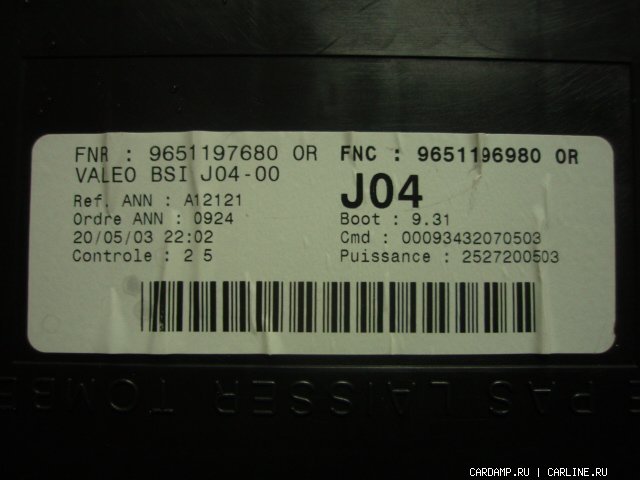 FNR : 9651197680 OR FNC : 9651196980 OR
VALEO BSI J04-00
J04
Ref. ANN : A12121
Ordre ANN : 0924
Boot : 9.31
20/05/03 22:02
Cmd : 00093432070503
Controle : 2 5
Puissance : 2527200503
PAS LAISSER TOMBE
CARDAMP.RU | CARLINE.RU